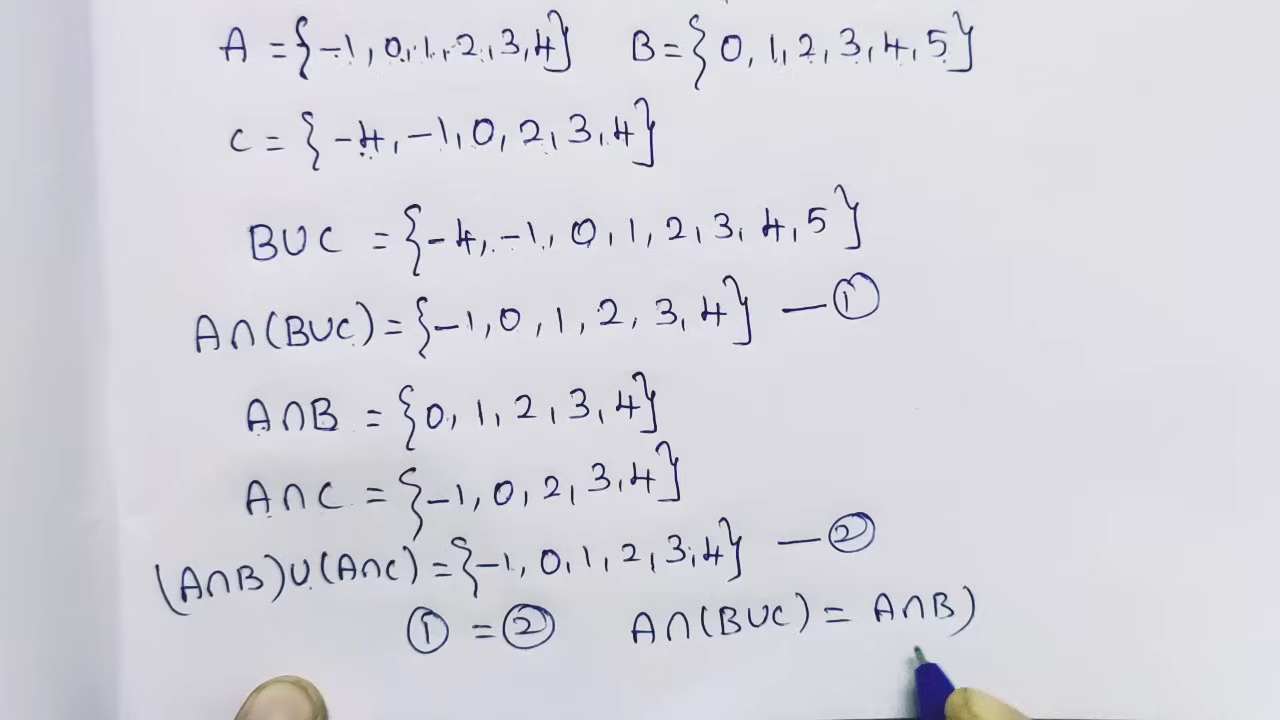 A = {-1, 0, 1, 2, 3, 4} B = {0, 1, 2, 3, 4, 5}
C = {-4, -1, 0, 2, 3, 4}
B∪C = {-4, -1, 0, 1, 2, 3, 4, 5}
A∩(B∪C) = {-1, 0, 1, 2, 3, 4} — ①
A∩B = {0, 1, 2, 3, 4}
A∩C = {-1, 0, 2, 3, 4}
(A∩B)∪(A∩C) = {-1, 0, 1, 2, 3, 4} — ②
① = ② A∩(B∪C) = A∩B)